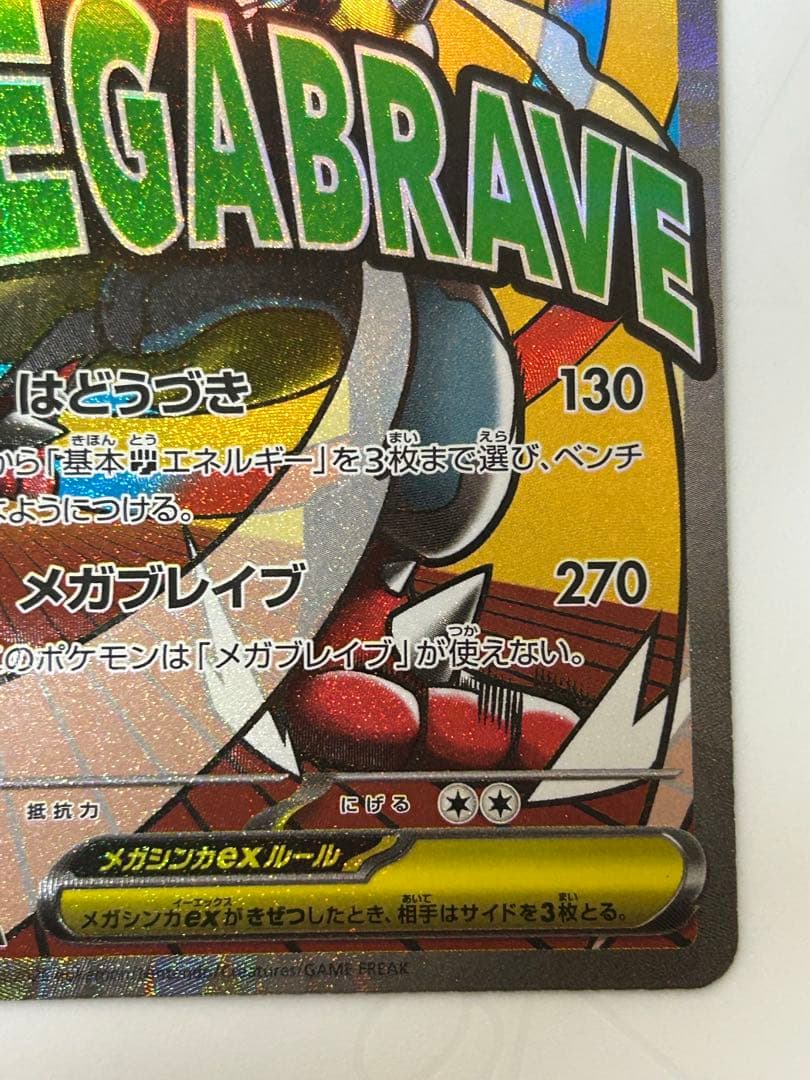 EGABRAVE
はどうづき 130
から「基本エネルギー」を3枚まで選び、ベンチ
ようにつける。
メガブレイブ 270
のポケモンは「メガブレイブ」が使えない。
抵抗力 にげる
メガシンカexルール
メガシンカexがきぜつしたとき、相手はサイドを3枚とる。
/Creatures/GAME FREAK